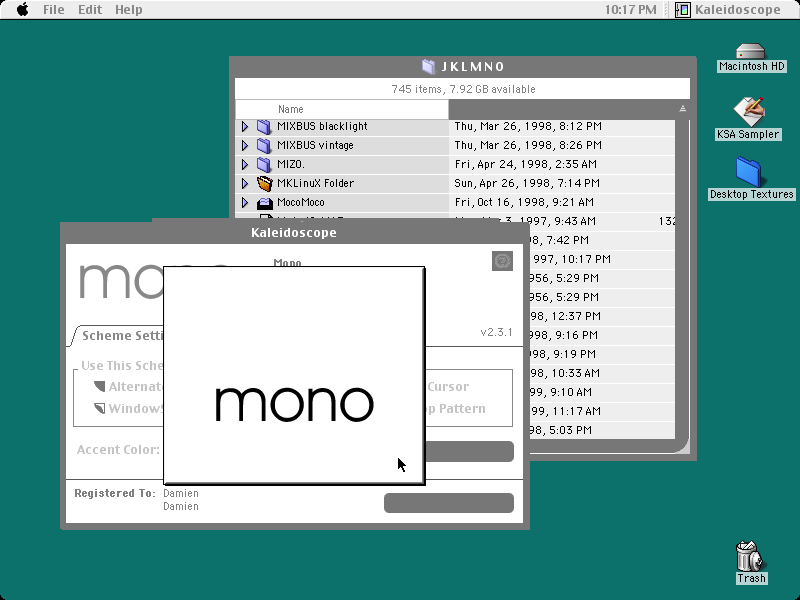 File Edit Help 10:17 PM Kaleidoscope
Macintosh HD
KSA Sampler
Desktop Textures
Trash
JKLMNO
745 items, 7.92 GB available
Name
MIXBUS blacklight Thu, Mar 26, 1998, 8:12 PM
MIXBUS vintage Thu, Mar 26, 1998, 8:26 PM
MIZO. Fri, Apr 24, 1998, 2:35 AM
MKLinuX Folder Sun, Apr 26, 1998, 7:14 PM
MocoMoco Fri, Oct 16, 1998, 9:21 AM
3, 1997, 9:43 AM 132
98, 7:42 PM
997, 10:17 PM
956, 5:29 PM
956, 5:29 PM
98, 12:37 PM
998, 9:16 PM
98, 9:19 PM
998, 10:33 AM
99, 9:10 AM
99, 11:17 AM
98, 5:03 PM
Kaleidoscope
mono
Mono
v2.3.1
Scheme Setti
Use This Sche
Alternat
Cursor
Window
Pattern
Accent Color:
Registered To: Damien
Damien
mono